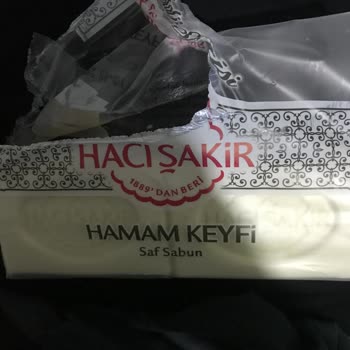 HACI ŞAKİR
1889'DAN BERİ
HAMAM KEYFi
Saf Sabun